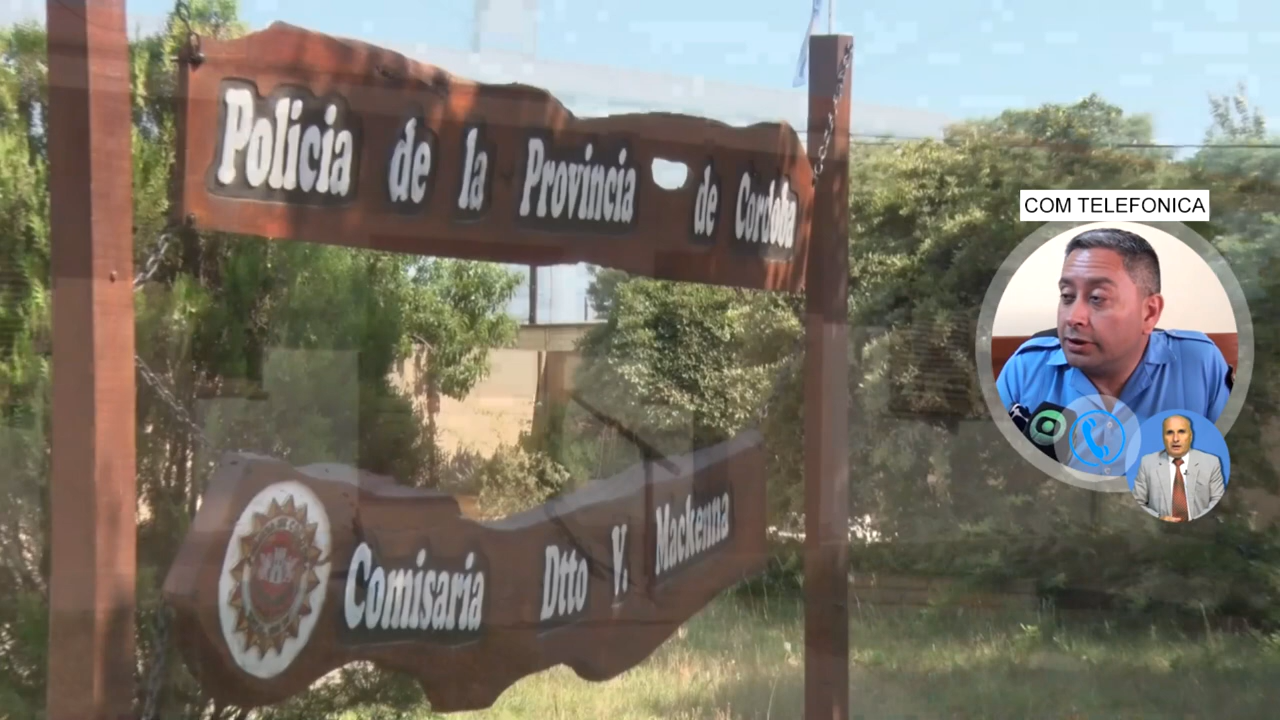 Policia de la Provincia de Cordoba
COM TELEFONICA
Comisaria Dtto V. Mackenna